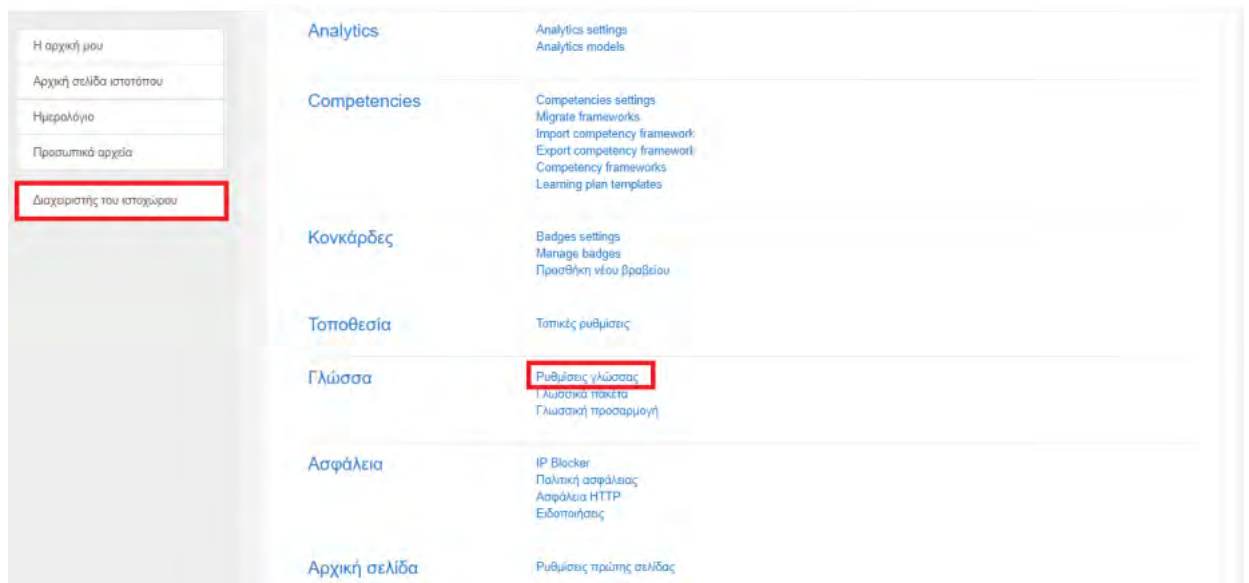 Η αρχική μου
Αρχική σελίδα ιστοτόπου
Ημερολόγιο
Προσωπικά αρχεία
Διαχειριστής του ιστοχώρου
Analytics
Analytics settings
Analytics models
Competencies
Competencies settings
Migrate frameworks
Import competency framework
Export competency framework
Competency frameworks
Learning plan templates
Κονκάρδες
Badges settings
Manage badges
Προσθήκη νέου βραβείου
Τοποθεσία
Τοπικές ρυθμίσεις
Γλώσσα
Ρυθμίσεις γλώσσας
Γλωσσικά πακέτα
Γλωσσική προσαρμογή
Ασφάλεια
IP Blocker
Πολιτική ασφάλειας
Ασφάλεια HTTP
Ειδοποιήσεις
Αρχική σελίδα
Ρυθμίσεις πρώτης σελίδας